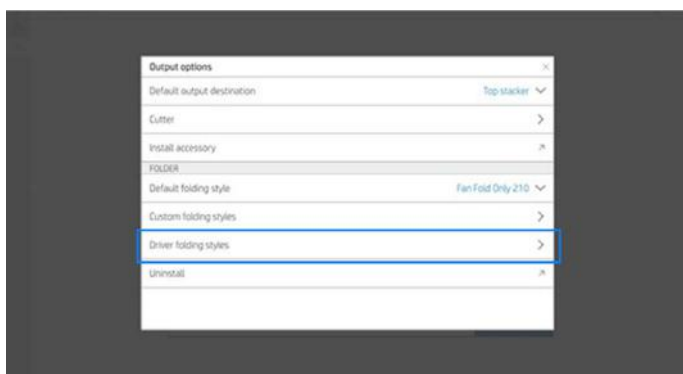 Output options
Default output destination Top stacker
Cutter
Install accessory
FOLDER
Default folding style Fan Fold Only 210
Custom folding styles
Driver folding styles
Uninstall